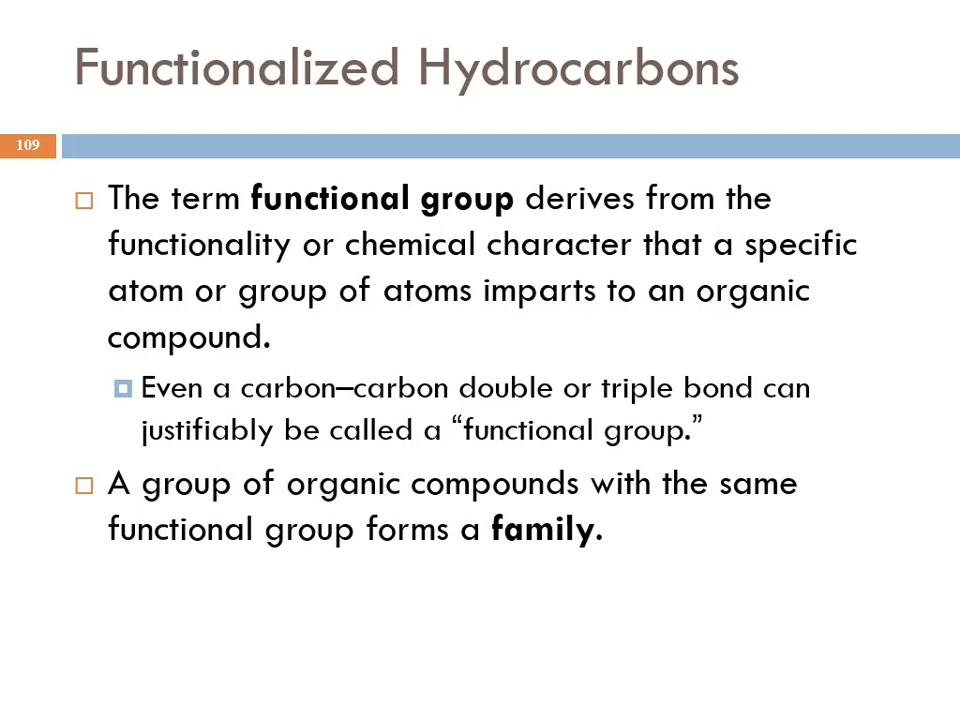 Functionalized Hydrocarbons
109
The term functional group derives from the
functionality or chemical character that a specific
atom or group of atoms imparts to an organic
compound.
Even a carbon–carbon double or triple bond can
justifiably be called a “functional group.”
A group of organic compounds with the same
functional group forms a family.